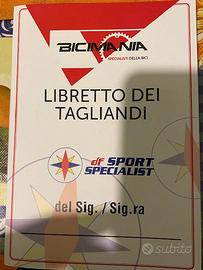 BICIMANIA
SPECIALISTI DELLA BICI
LIBRETTO DEI
TAGLIANDI
df SPORT
SPECIALIST
del Sig. / Sig.ra
subito